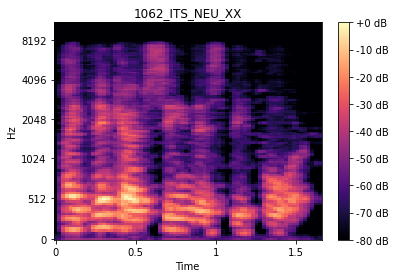 1062_ITS_NEU_XX
+0 dB
8192
-10 dB
4096
-20 dB
-30 dB
2048
-40 dB
Hz
1024
-50 dB
-60 dB
512
-70 dB
0
-80 dB
0
0.5
1
1.5
Time